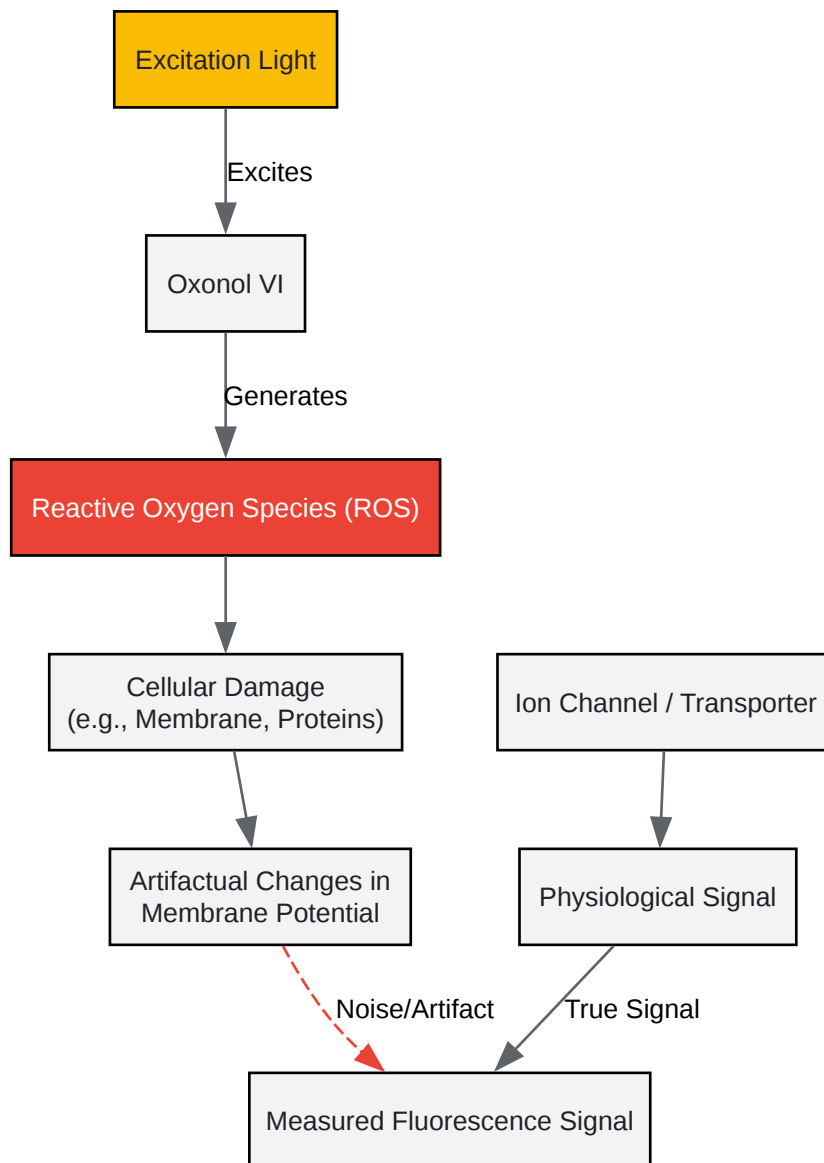 Excitation Light
Excites
Oxonol VI
Generates
Reactive Oxygen Species (ROS)
Cellular Damage
(e.g., Membrane, Proteins)
Ion Channel / Transporter
Artifactual Changes in
Membrane Potential
Physiological Signal
Noise/Artifact
True Signal
Measured Fluorescence Signal